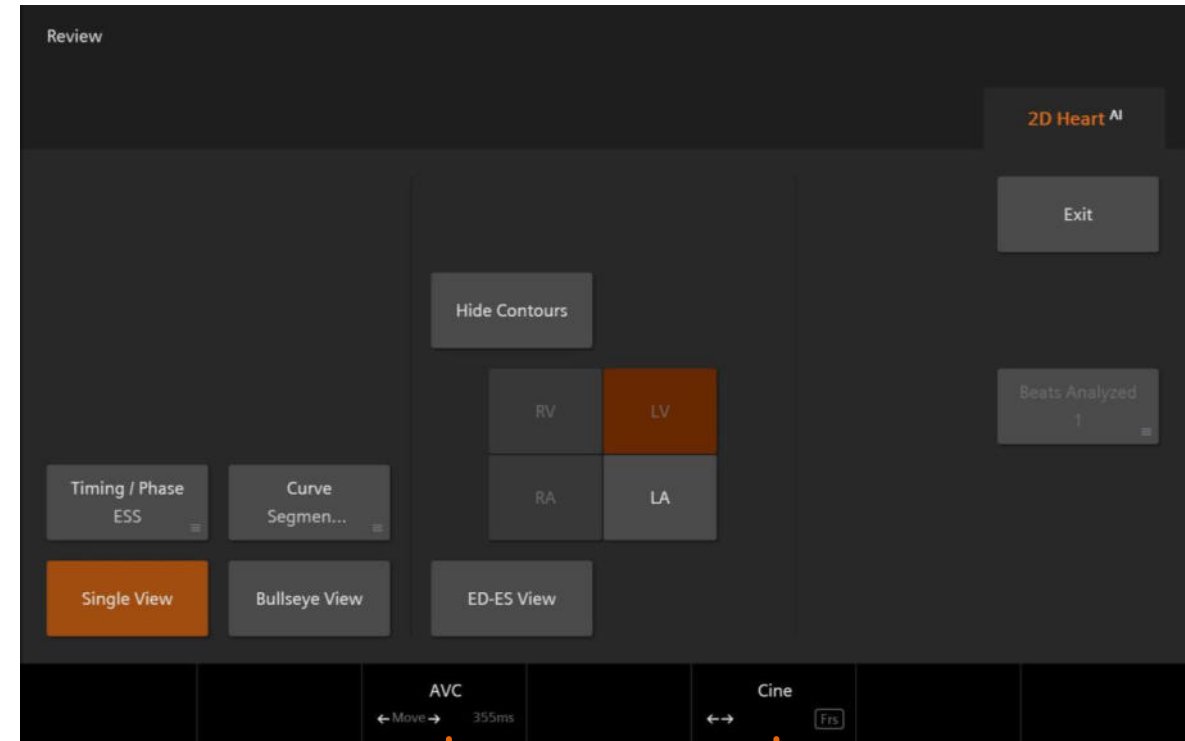 Review
2D Heart AI
Exit
Hide Contours
RV
LV
Beats Analyzed
1
RA
LA
Timing / Phase
ESS
Curve
Segmen...
Single View
Bullseye View
ED-ES View
AVC
←Move→ 355ms
Cine
←→ Frs